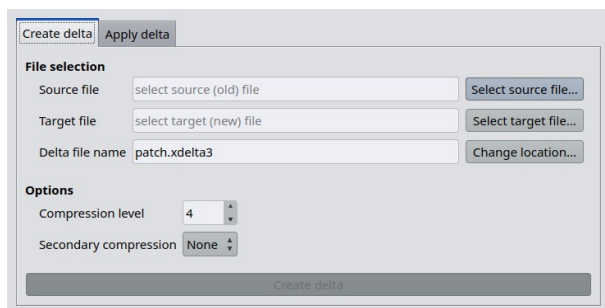 Create delta Apply delta
File selection
Source file select source (old) file Select source file...
Target file select target (new) file Select target file...
Delta file name patch.xdelta3 Change location...
Options
Compression level 4
Secondary compression None
Create delta